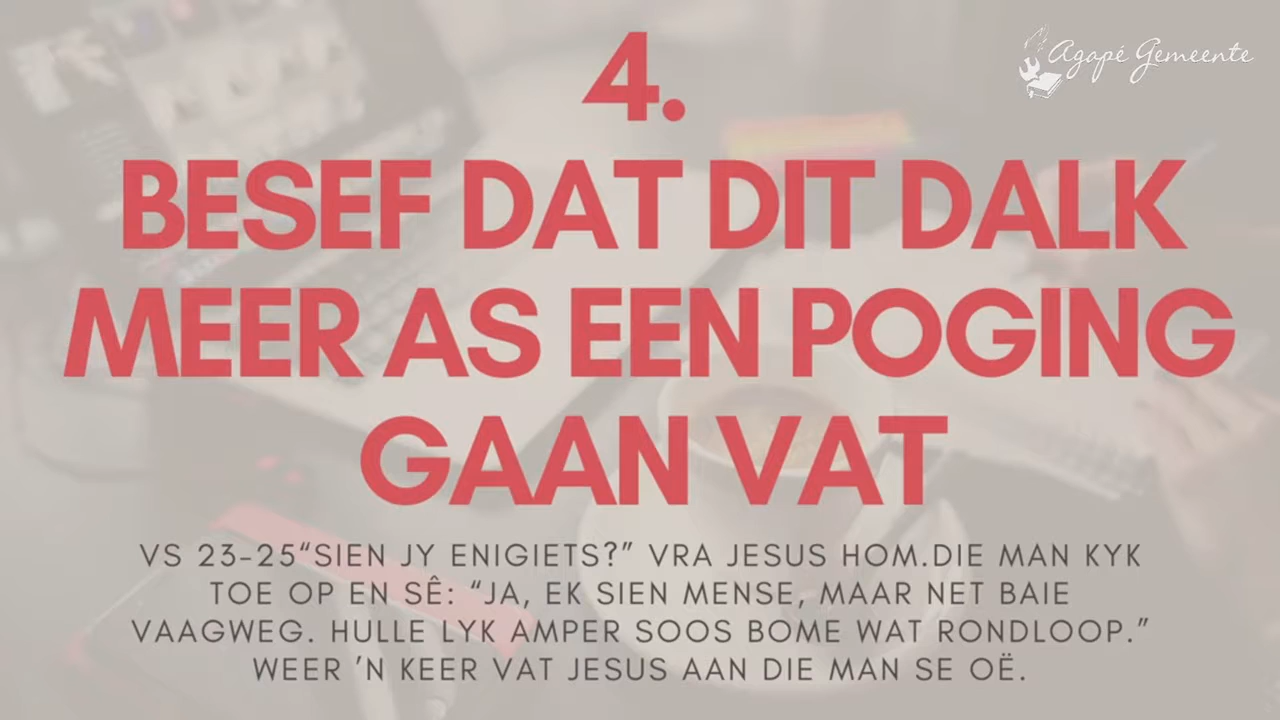 Agapé Gemeente
4.
BESEF DAT DIT DALK
MEER AS EEN POGING
GAAN VAT
VS 23-25“SIEN JY ENIGIETS?” VRA JESUS HOM.DIE MAN KYK
TOE OP EN SÊ: “JA, EK SIEN MENSE, MAAR NET BAIE
VAAGWEG. HULLE LYK AMPER SOOS BOME WAT RONDLOOP.”
WEER ’N KEER VAT JESUS AAN DIE MAN SE OË.